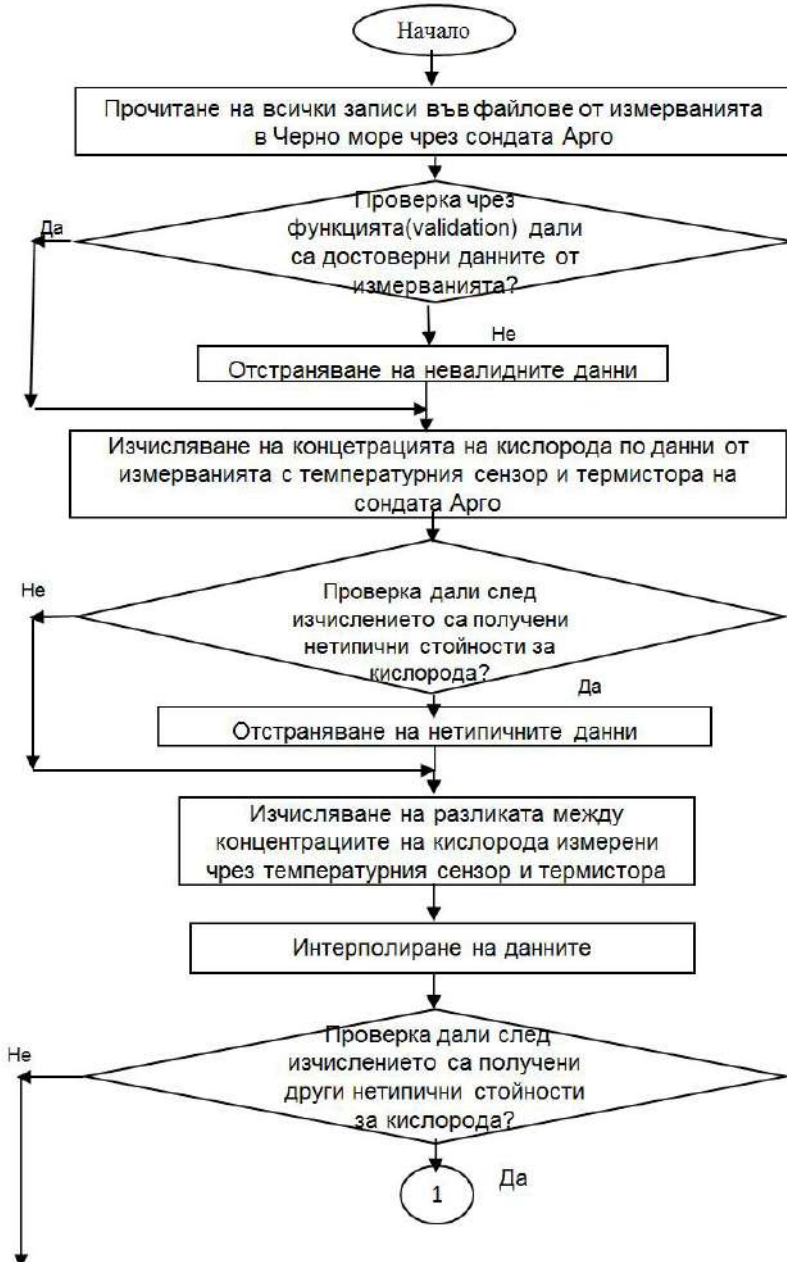 Начало
Прочитане на всички записи във файлове от измерванията
в Черно море чрез сондата Арго
Проверка чрез
функцията(validation) дали
са достоверни данните от
измерванията?
Да
Не
Отстраняване на невалидните данни
Изчисляване на концетрацията на кислорода по данни от
измерванията с температурния сензор и термистора на
сондата Арго
Не
Проверка дали след
изчислението са получени
нетипични стойности за
кислорода?
Да
Отстраняване на нетипичните данни
Изчисляване на разликата между
концентрациите на кислорода измерени
чрез температурния сензор и термистора
Интерполиране на данните
Проверка дали след
изчислението са получени
други нетипични стойности
за кислорода?
Не
Да
1